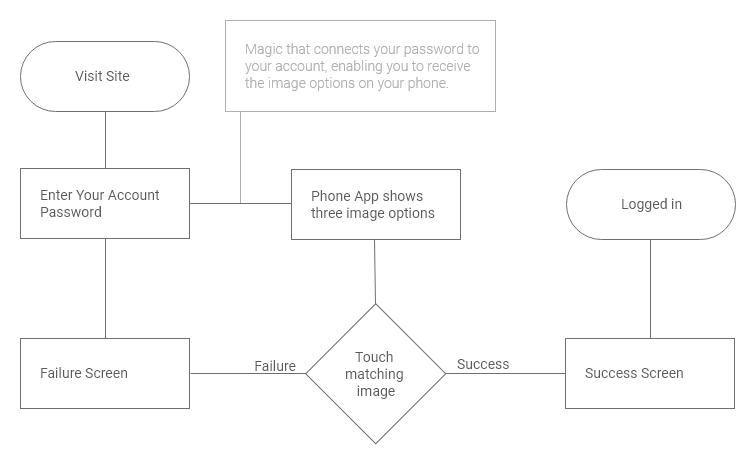 Visit Site
Magic that connects your password to
your account, enabling you to receive
the image options on your phone.
Enter Your Account
Password
Phone App shows
three image options
Logged in
Failure Screen
Failure
Touch
matching
image
Success
Success Screen